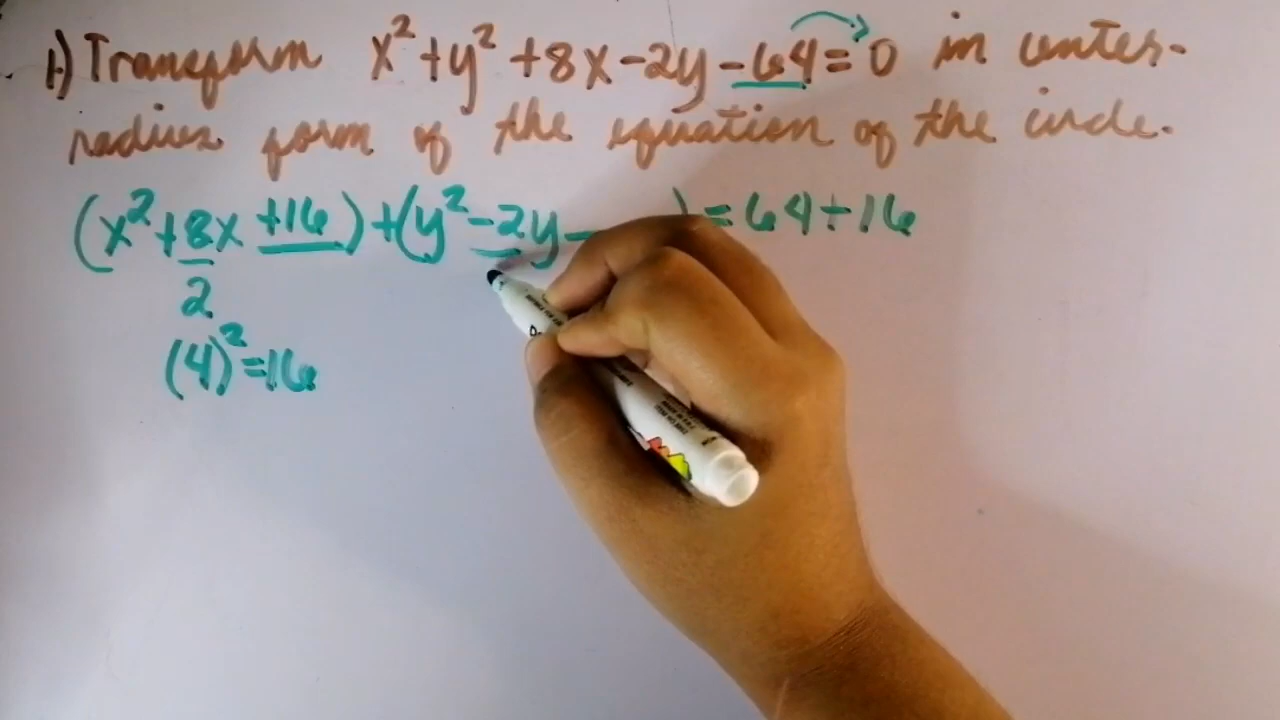 1.) Transform x² + y² + 8x - 2y - 64 = 0 in center-
radius form of the equation of the circle.
(x² + 8x + 16) + (y² - 2y ) = 64 + 16
2
(4)² = 16